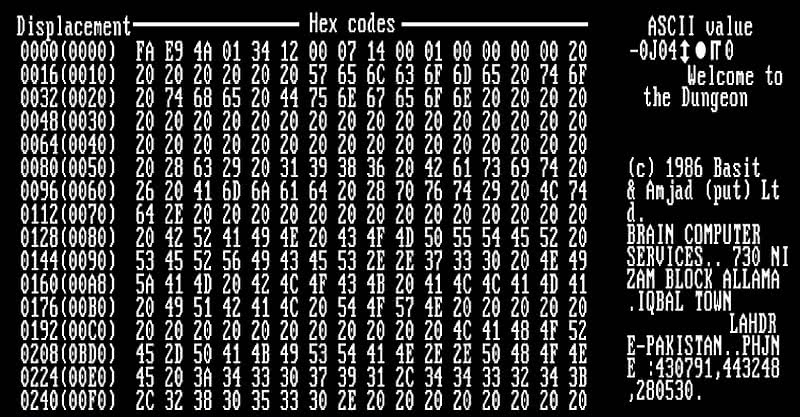 Displacement Hex codes ASCII value
0000(0000) FA E9 4A 01 34 12 00 07 14 00 01 00 00 00 00 20 -0J04↕●П0
0016(0010) 20 20 20 20 20 20 57 65 6C 63 6F 6D 65 20 74 6F Welcome to
0032(0020) 20 74 68 65 20 44 75 6E 67 65 6F 6E 20 20 20 20 the Dungeon
0048(0030) 20 20 20 20 20 20 20 20 20 20 20 20 20 20 20 20
0064(0040) 20 20 20 20 20 20 20 20 20 20 20 20 20 20 20 20
0080(0050) 20 28 63 29 20 31 39 38 36 20 42 61 73 69 74 20 (c) 1986 Basit
0096(0060) 26 20 41 6D 6A 61 64 20 28 70 76 74 29 20 4C 74 & Amjad (put) Lt
0112(0070) 64 2E 20 20 20 20 20 20 20 20 20 20 20 20 20 20 d.
0128(0080) 20 42 52 41 49 4E 20 43 4F 4D 50 55 54 45 52 20 BRAIN COMPUTER
0144(0090) 53 45 52 56 49 43 45 53 2E 2E 37 33 30 20 4E 49 SERVICES.. 730 NI
0160(00A8) 5A 41 4D 20 42 4C 4F 43 4B 20 41 4C 4C 41 4D 41 ZAM BLOCK ALLAMA
0176(00B0) 20 49 51 42 41 4C 20 54 4F 57 4E 20 20 20 20 20 .IQBAL TOWN
0192(00C0) 20 20 20 20 20 20 20 20 20 20 20 4C 41 48 4F 52 LAHDR
0208(0BD0) 45 2D 50 41 4B 49 53 54 41 4E 2E 2E 2E 50 48 4F 4E E-PAKISTAN..PHJN
0224(00E0) 45 20 3A 34 33 30 37 39 31 2C 34 34 33 32 34 3B E :430791,443248
0240(00F0) 2C 32 38 30 35 33 30 2E 20 20 20 20 20 20 20 20 ,280530.